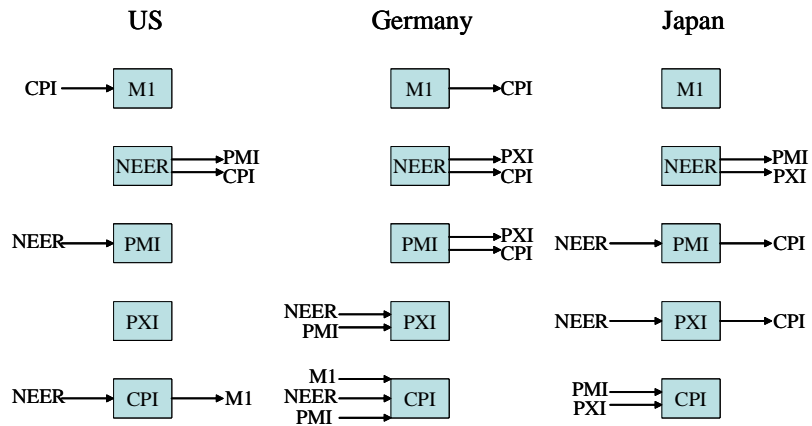 US Germany Japan
CPI M1 M1 CPI M1
NEER PMI CPI NEER PXI CPI NEER PMI PXI
NEER PMI PMI PXI CPI NEER PMI CPI
PXI NEER PMI PXI NEER PXI CPI
NEER CPI M1 M1 NEER PMI CPI PMI PXI CPI